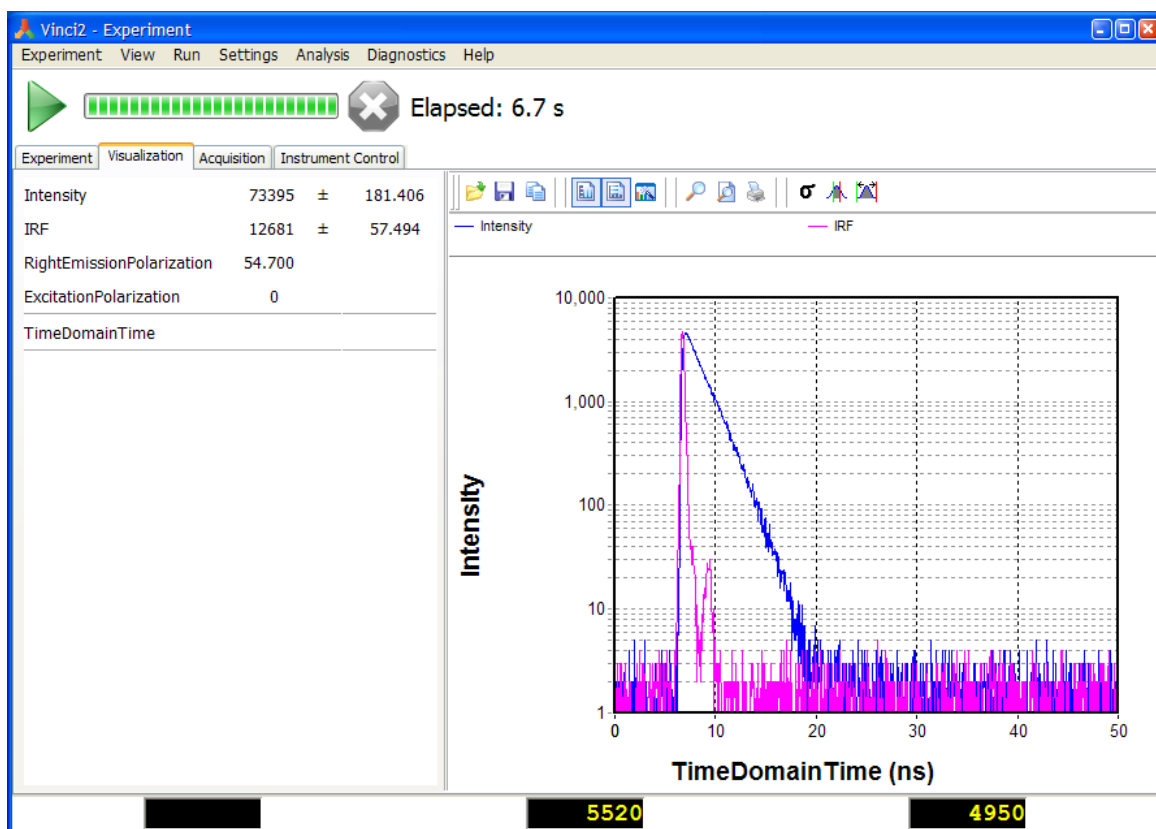 Vinci2 - Experiment
Experiment View Run Settings Analysis Diagnostics Help
Elapsed: 6.7 s
Experiment Visualization Acquisition Instrument Control
Intensity 73395 ± 181.406
IRF 12681 ± 57.494
RightEmissionPolarization 54.700
ExcitationPolarization 0
TimeDomainTime
σ
Intensity IRF
10,000
1,000
100
10
1
Intensity
0 10 20 30 40 50
TimeDomainTime (ns)
5520 4950